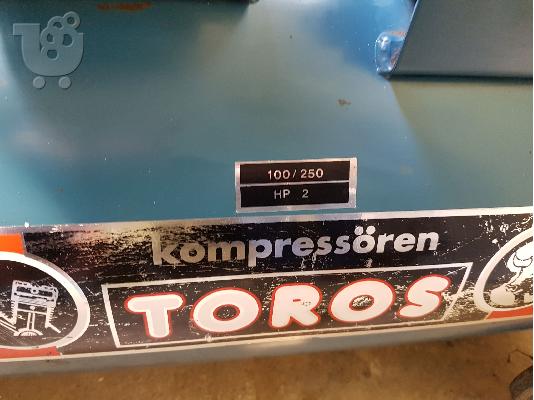 100/250
HP 2
kompressören
TOROS